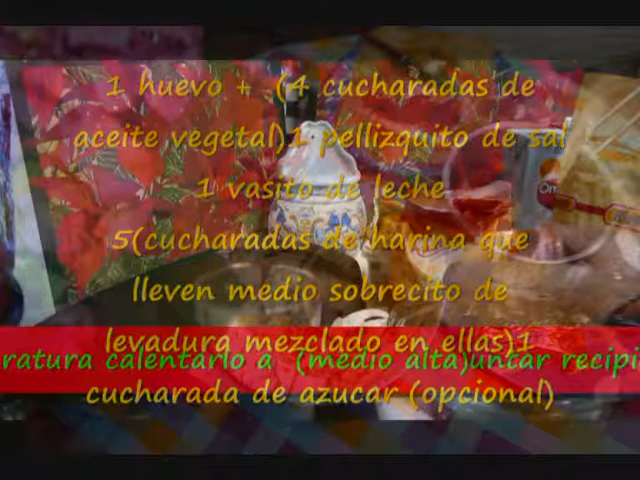 1 huevo + (4 cucharadas de
aceite vegetal)1 pellizquito de sal
1 vasito de leche
5(cucharadas de harina que
lleven medio sobrecito de
levadura mezclado en ellas)1
ratura calentarlo a (medio alta)untar recipi
cucharada de azucar (opcional)